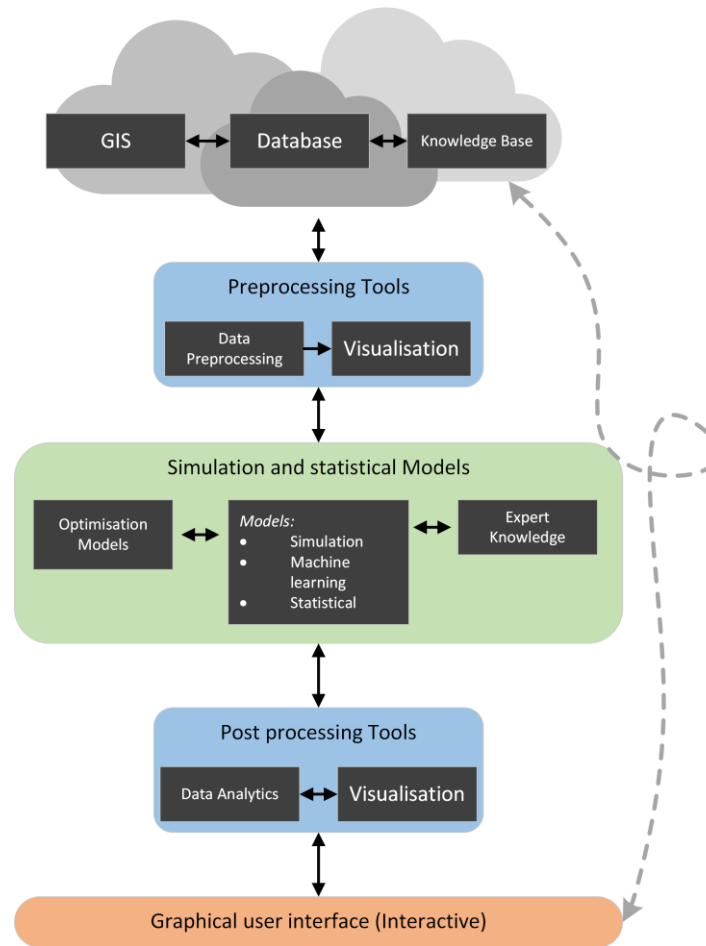 GIS
Database
Knowledge Base
Preprocessing Tools
Data
Preprocessing
Visualisation
Simulation and statistical Models
Optimisation
Models
Models:
• Simulation
• Machine
learning
• Statistical
Expert
Knowledge
Post processing Tools
Data Analytics
Visualisation
Graphical user interface (Interactive)